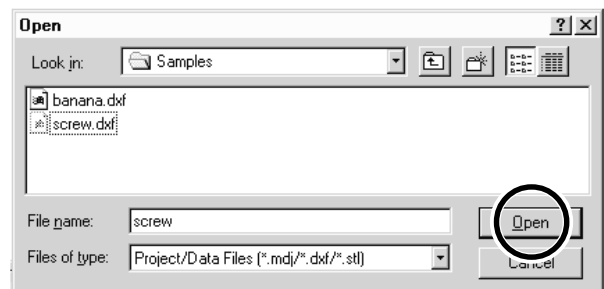 Open
Look in: Samples
banana.dxf
screw.dxf
File name: screw Open
Files of type: Project/Data Files (*.mdj/*.dxf/*.stl) Cancel